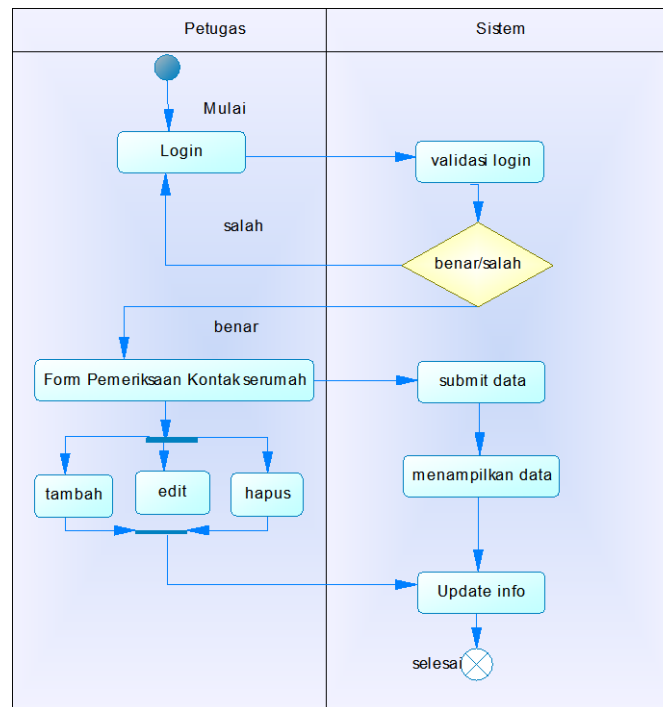 Petugas
Sistem
Mulai
Login
validasi login
salah
benar/salah
benar
Form Pemeriksaan Kontak serumah
submit data
tambah
edit
hapus
menampilkan data
Update info
selesai